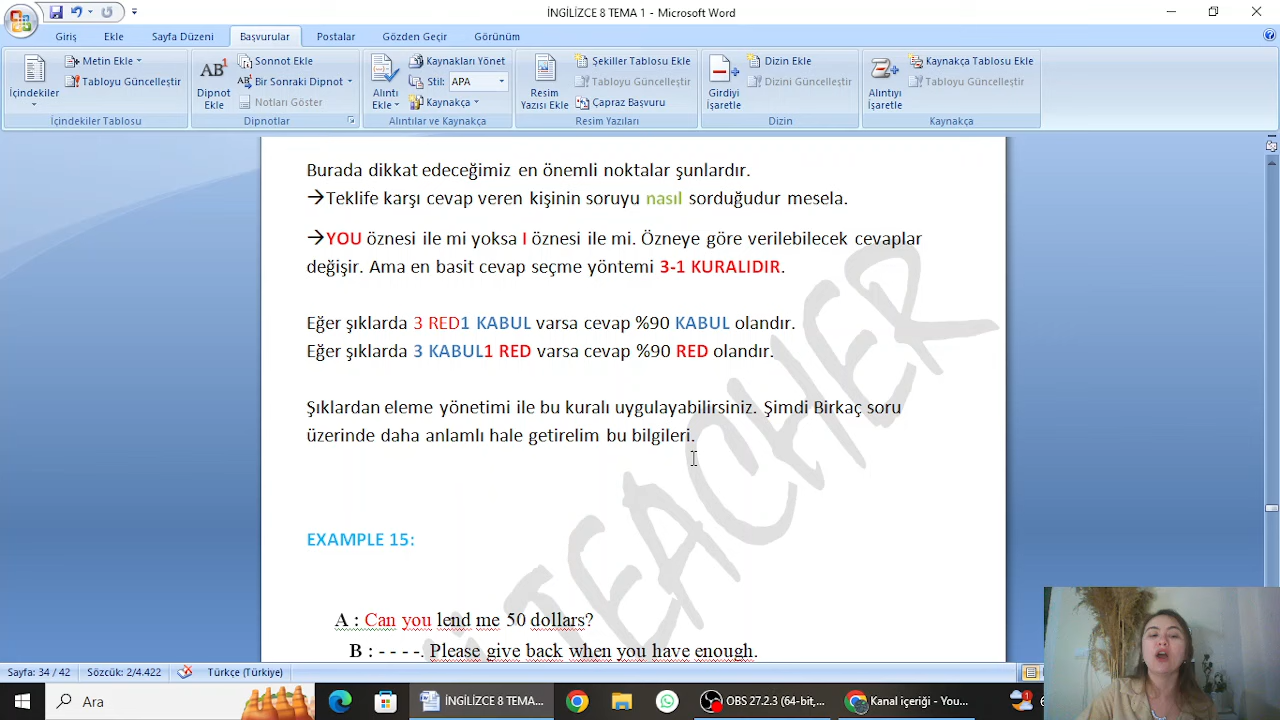 İNGİLİZCE 8 TEMA 1 - Microsoft Word
Giriş Ekle Sayfa Düzeni Başvurular Postalar Gözden Geçir Görünüm
İçindekiler
Metin Ekle
Tabloyu Güncelleştir
İçindekiler Tablosu
AB1
Dipnot
Ekle
Sonnot Ekle
AB Bir Sonraki Dipnot
Notları Göster
Dipnotlar
Alıntı
Ekle
Kaynakları Yönet
Stil: APA
Kaynakça
Alıntılar ve Kaynakça
Resim
Yazısı Ekle
Şekiller Tablosu Ekle
Tabloyu Güncelleştir
Çapraz Başvuru
Resim Yazıları
Girdiyi
İşaretle
Dizin Ekle
Dizini Güncelleştir
Dizin
Alıntıyı
İşaretle
Kaynakça Tablosu Ekle
Tabloyu Güncelleştir
Kaynakça
Burada dikkat edeceğimiz en önemli noktalar şunlardır.
→Teklife karşı cevap veren kişinin soruyu nasıl sorduğudur mesela.
→YOU öznesi ile mi yoksa I öznesi ile mi. Özneye göre verilebilecek cevaplar
değişir. Ama en basit cevap seçme yöntemi 3-1 KURALIDIR.
Eğer şıklarda 3 RED1 KABUL varsa cevap %90 KABUL olandır.
Eğer şıklarda 3 KABUL1 RED varsa cevap %90 RED olandır.
Şıklardan eleme yönetimi ile bu kuralı uygulayabilirsiniz. Şimdi Birkaç soru
üzerinde daha anlamlı hale getirelim bu bilgileri.
EXAMPLE 15:
A : Can you lend me 50 dollars?
B : - - - -. Please give back when you have enough.
TEACHER
Sayfa: 34 / 42 Sözcük: 2/4.422 Türkçe (Türkiye)
Ara
İNGİLİZCE 8 TEMA...
OBS 27.2.3 (64-bit,...
Kanal içeriği - You...